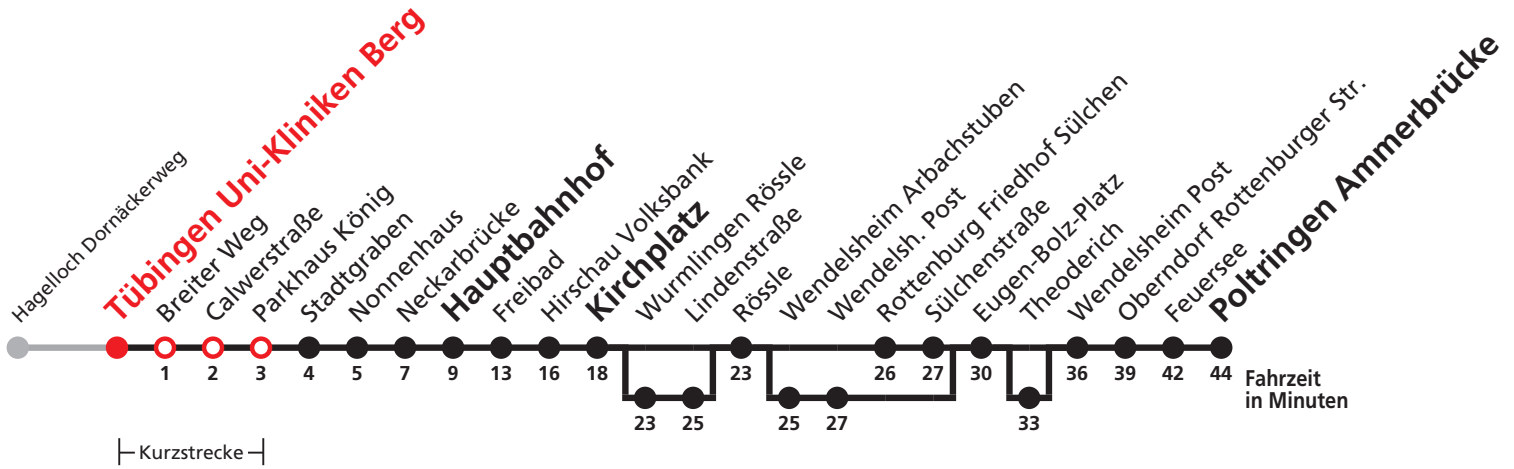 Hagelloch Dornäckerweg
Tübingen Uni-Kliniken Berg
Breiter Weg
Calwerstraße
Parkhaus König
Stadtgraben
Nonnenhaus
Neckarbrücke
Hauptbahnhof
Freibad
Hirschau Volksbank
Kirchplatz
Wurmlingen Rössle
Lindenstraße
Rössle
Wendelsheim Arbachstuben
Wendelsh. Post
Rottenburg Friedhof Sülchen
Sülchenstraße
Eugen-Bolz-Platz
Theoderich
Wendelsheim Post
Oberndorf Rottenburger Str.
Feuersee
Poltringen Ammerbrücke
1 2 3 4 5 7 9 13 16 18 23 26 27 30 36 39 42 44
Fahrzeit
in Minuten
23 25 25 27 33
Kurzstrecke